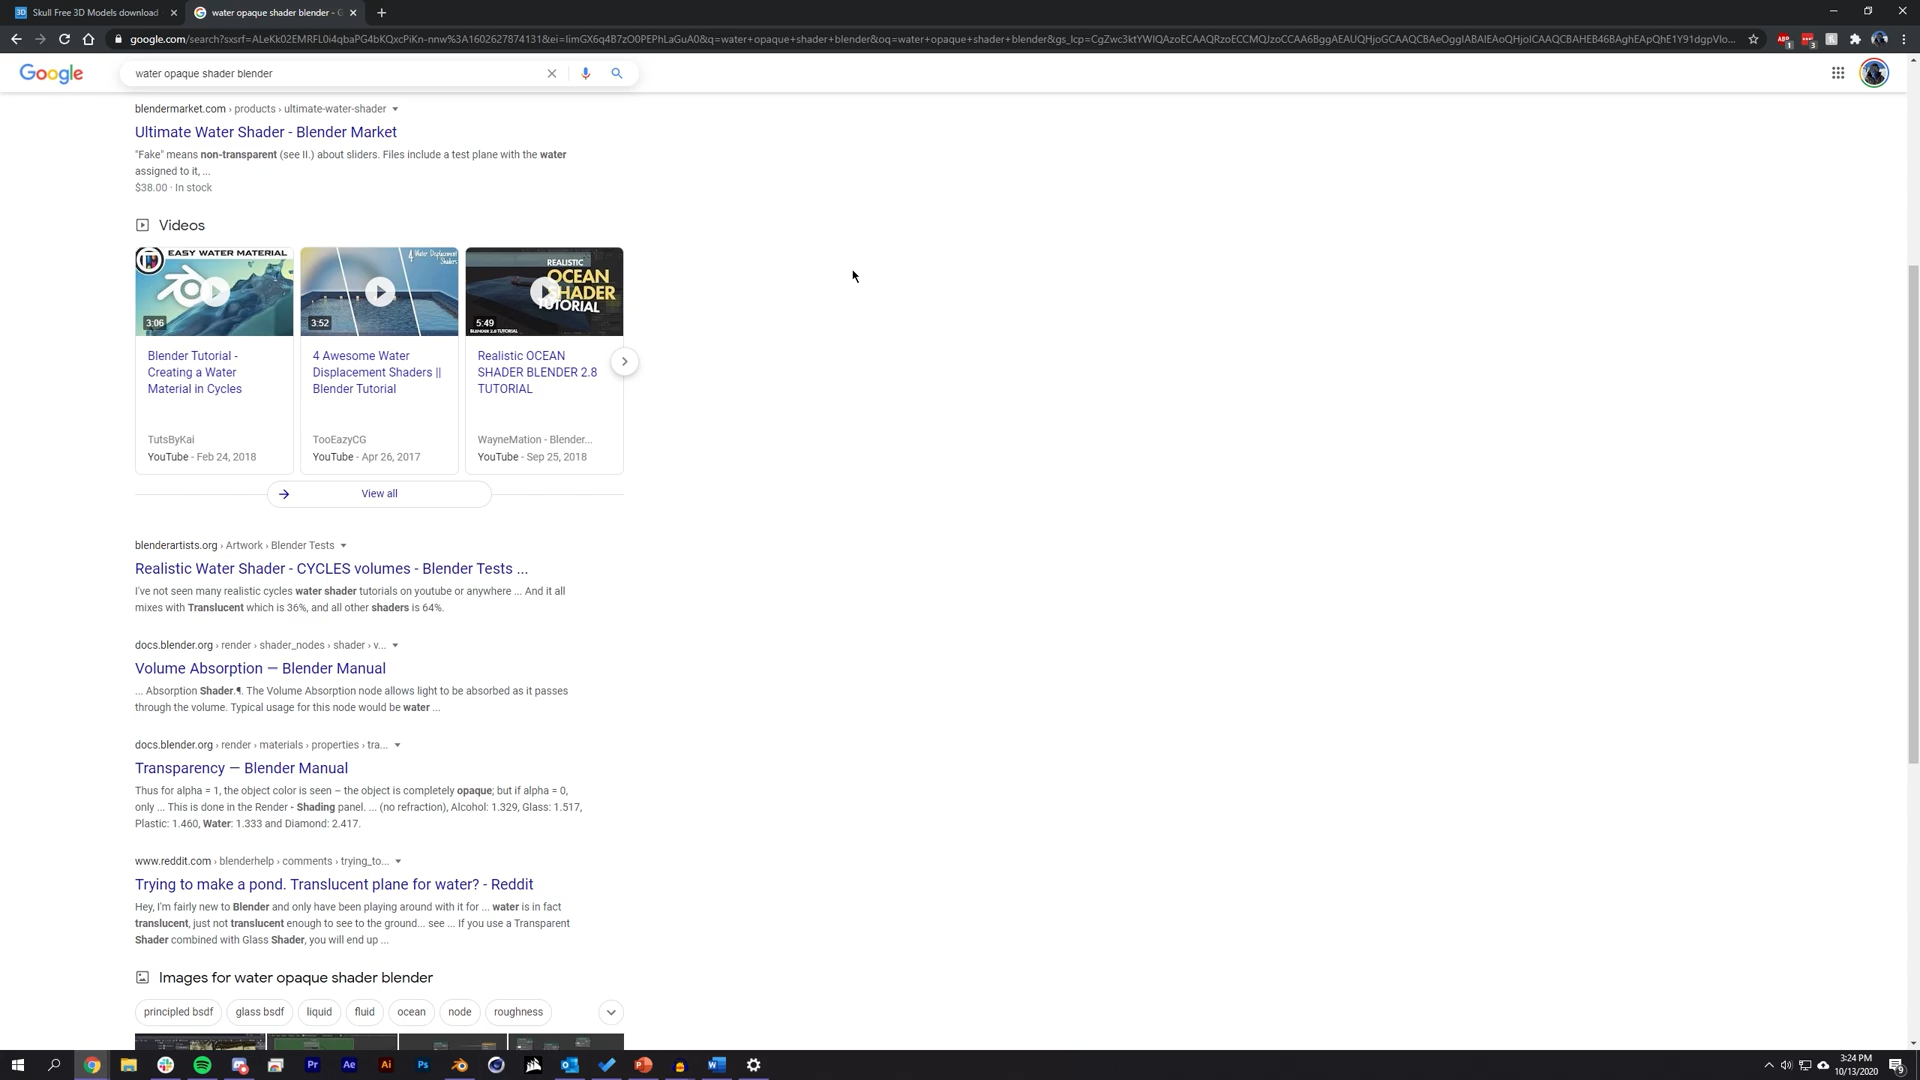 Skull Free 3D Models download
water opaque shader blender - G
google.com/search?sxsrf=ALeKk02EMRFL0i4qbaPG4bKQxcPiKn-nnw%3A1602627874131&ei=IimGX6q4B7zO0PEPhLaGuA0&q=water+opaque+shader+blender&oq=water+opaque+shader+blender&gs_lcp=
Google
water opaque shader blender
blendermarket.com › products › ultimate-water-shader
Ultimate Water Shader - Blender Market
"Fake" means non-transparent (see II.) about sliders. Files include a test plane with the water
assigned to it, ...
$38.00 · In stock
Videos
EASY WATER MATERIAL
3:06
4 Water Displacement Shaders
3:52
REALISTIC
OCEAN
SHADER
TUTORIAL
5:49
BLENDER 2.8 TUTORIAL
Blender Tutorial -
Creating a Water
Material in Cycles
4 Awesome Water
Displacement Shaders ||
Blender Tutorial
Realistic OCEAN
SHADER BLENDER 2.8
TUTORIAL
TutsByKai
YouTube - Feb 24, 2018
TooEazyCG
YouTube - Apr 26, 2017
WayneMation - Blender...
YouTube - Sep 25, 2018
View all
blenderartists.org › Artwork › Blender Tests
Realistic Water Shader - CYCLES volumes - Blender Tests ...
I've not seen many realistic cycles water shader tutorials on youtube or anywhere ... And it all
mixes with Translucent which is 36%, and all other shaders is 64%.
docs.blender.org › render › shader_nodes › shader › v...
Volume Absorption — Blender Manual
... Absorption Shader.¶. The Volume Absorption node allows light to be absorbed as it passes
through the volume. Typical usage for this node would be water ...
docs.blender.org › render › materials › properties › tra...
Transparency — Blender Manual
Thus for alpha = 1, the object color is seen – the object is completely opaque; but if alpha = 0,
only ... This is done in the Render - Shading panel. ... (no refraction), Alcohol: 1.329, Glass: 1.517,
Plastic: 1.460, Water: 1.333 and Diamond: 2.417.
www.reddit.com › blenderhelp › comments › trying_to...
Trying to make a pond. Translucent plane for water? - Reddit
Hey, I'm fairly new to Blender and only have been playing around with it for ... water is in fact
translucent, just not translucent enough to see to the ground... see ... If you use a Transparent
Shader combined with Glass Shader, you will end up ...
Images for water opaque shader blender
principled bsdf
glass bsdf
liquid
fluid
ocean
node
roughness
Pr
Ae
Ai
Ps
3:24 PM
10/13/2020